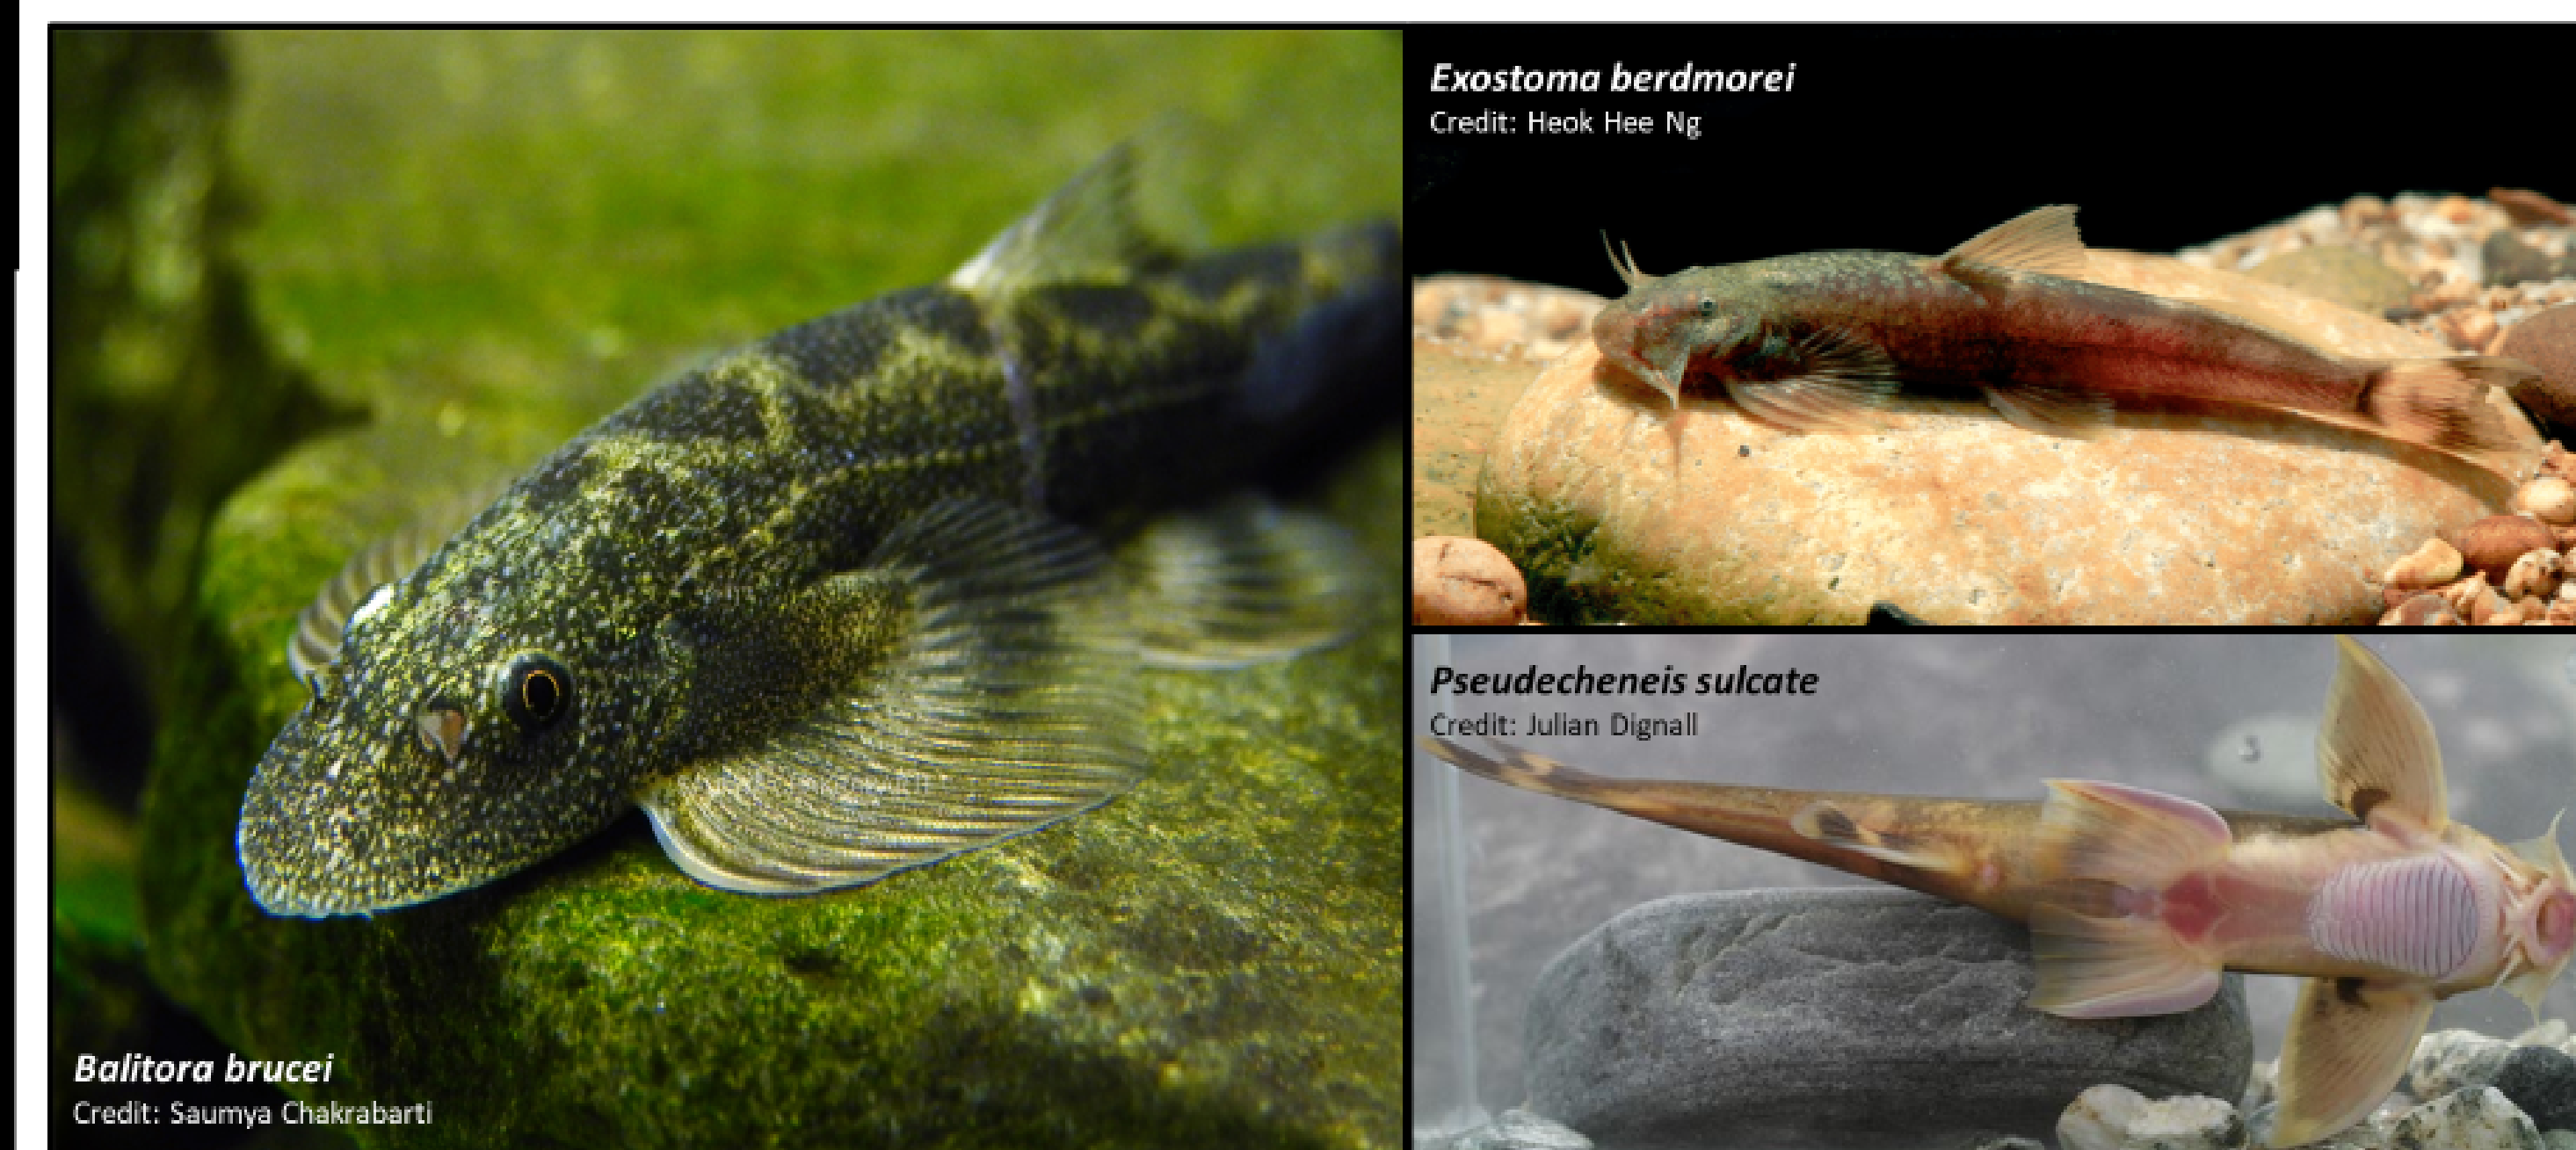 Exostoma berdmorei
Credit: Heok Hee Ng
Pseudecheneis sulcate
Credit: Julian Dignall
Balitora brucei
Credit: Saumya Chakrabarti